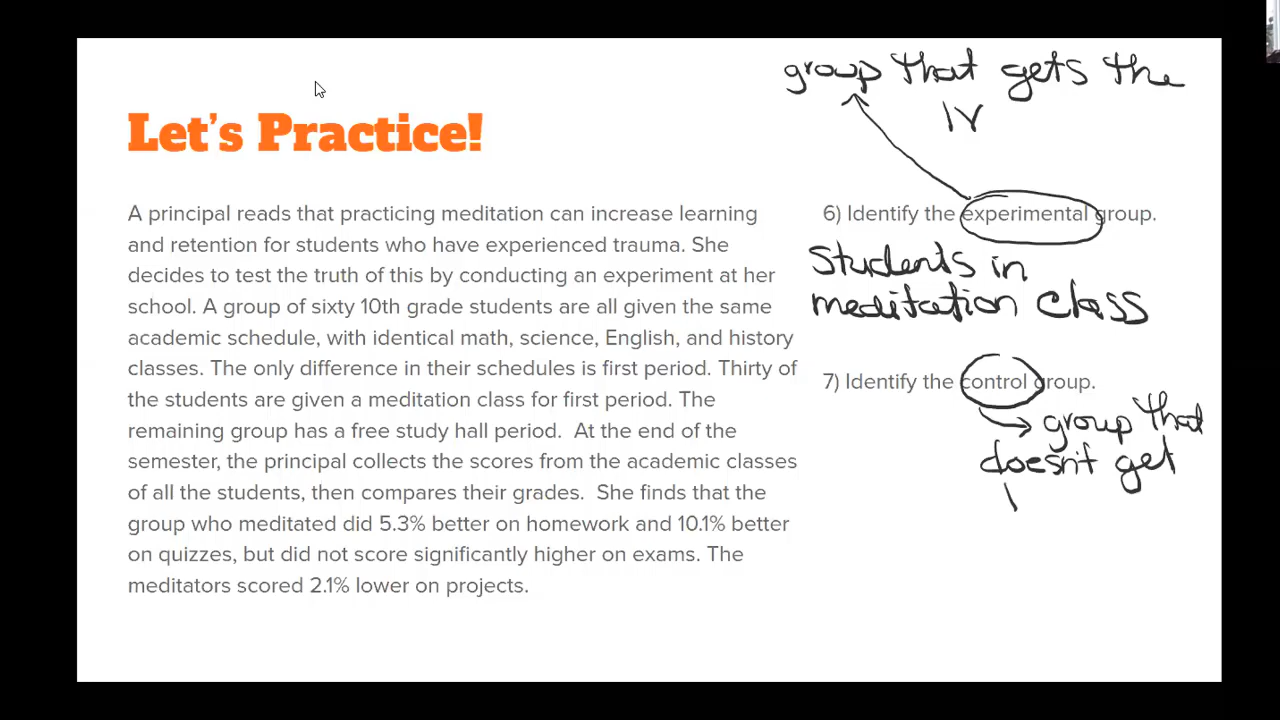 group that gets the
IV
Let's Practice!
A principal reads that practicing meditation can increase learning
and retention for students who have experienced trauma. She
decides to test the truth of this by conducting an experiment at her
school. A group of sixty 10th grade students are all given the same
academic schedule, with identical math, science, English, and history
classes. The only difference in their schedules is first period. Thirty of
the students are given a meditation class for first period. The
remaining group has a free study hall period. At the end of the
semester, the principal collects the scores from the academic classes
of all the students, then compares their grades. She finds that the
group who meditated did 5.3% better on homework and 10.1% better
on quizzes, but did not score significantly higher on exams. The
meditators scored 2.1% lower on projects.
6) Identify the experimental group.
Students in
meditation class
7) Identify the control group.
group that
doesn't get